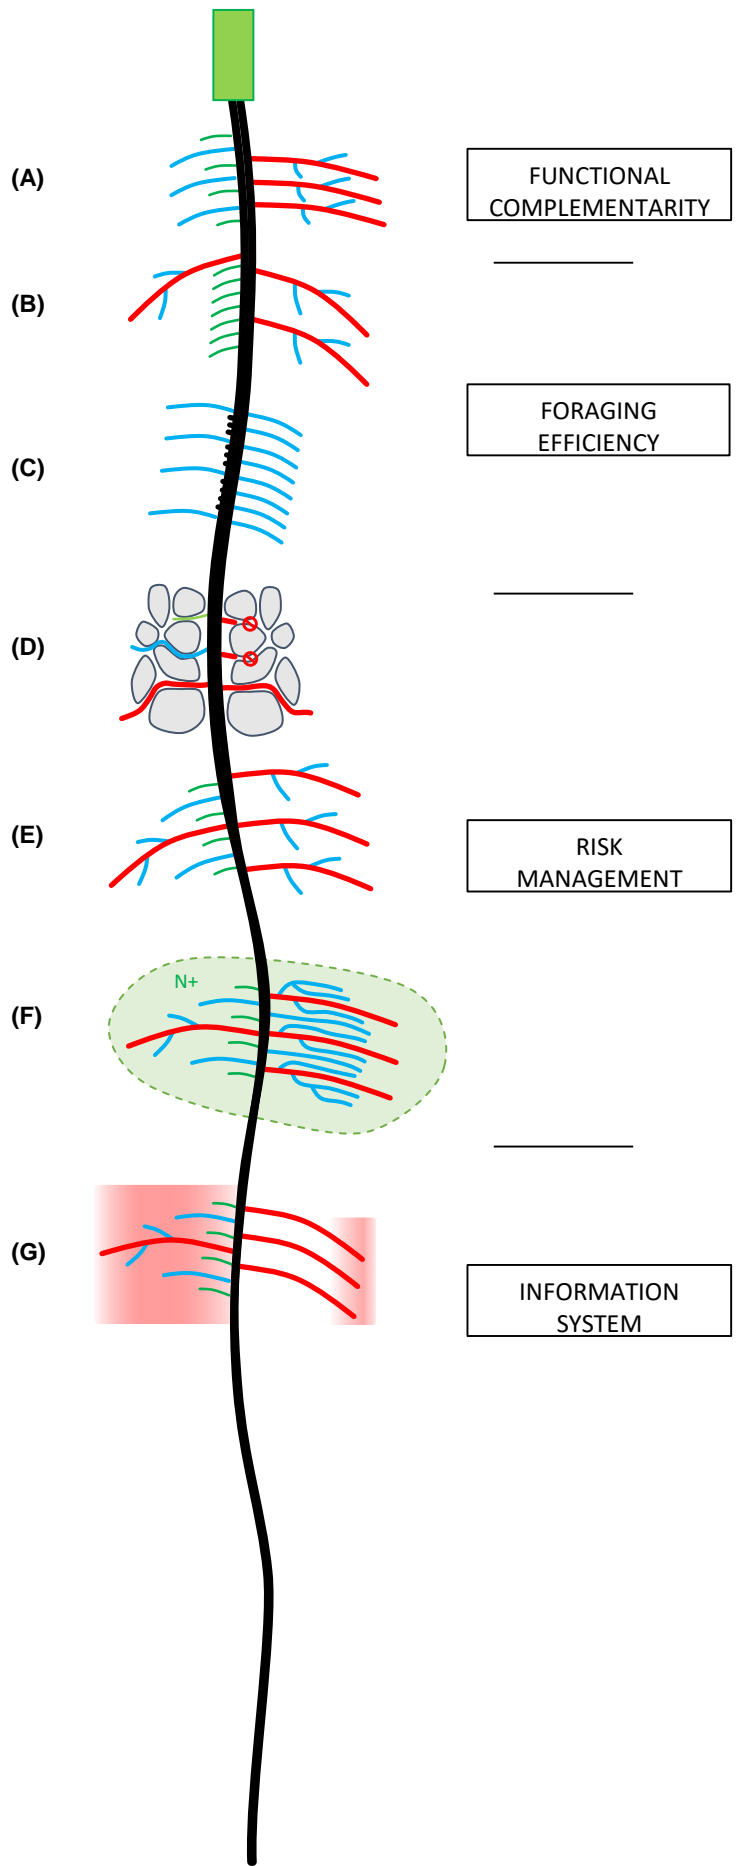 (A)
FUNCTIONAL
COMPLEMENTARITY
(B)
FORAGING
EFFICIENCY
(C)
(D)
(E)
RISK
MANAGEMENT
N+
(F)
(G)
INFORMATION
SYSTEM